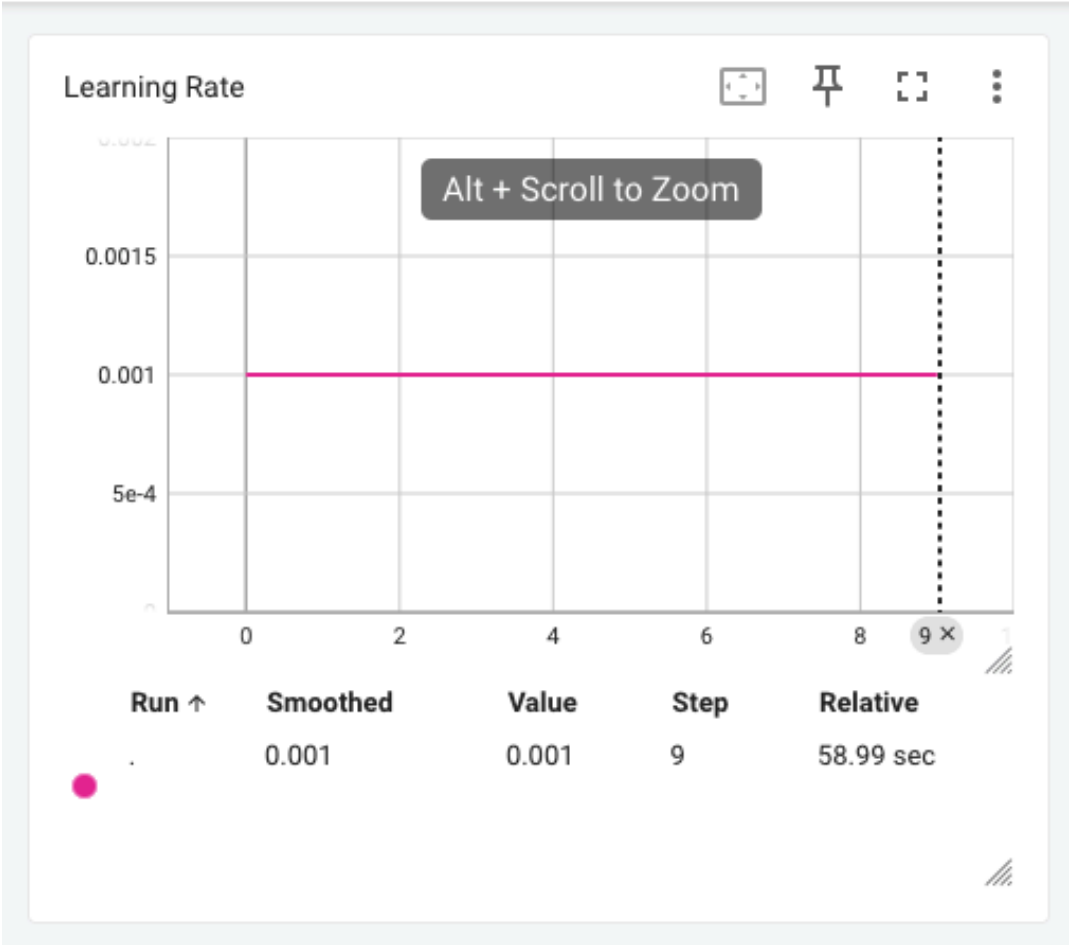 Learning Rate
Alt + Scroll to Zoom
0.0015
0.001
5e-4
0 2 4 6 8 9 ×
Run ↑ Smoothed Value Step Relative
. 0.001 0.001 9 58.99 sec